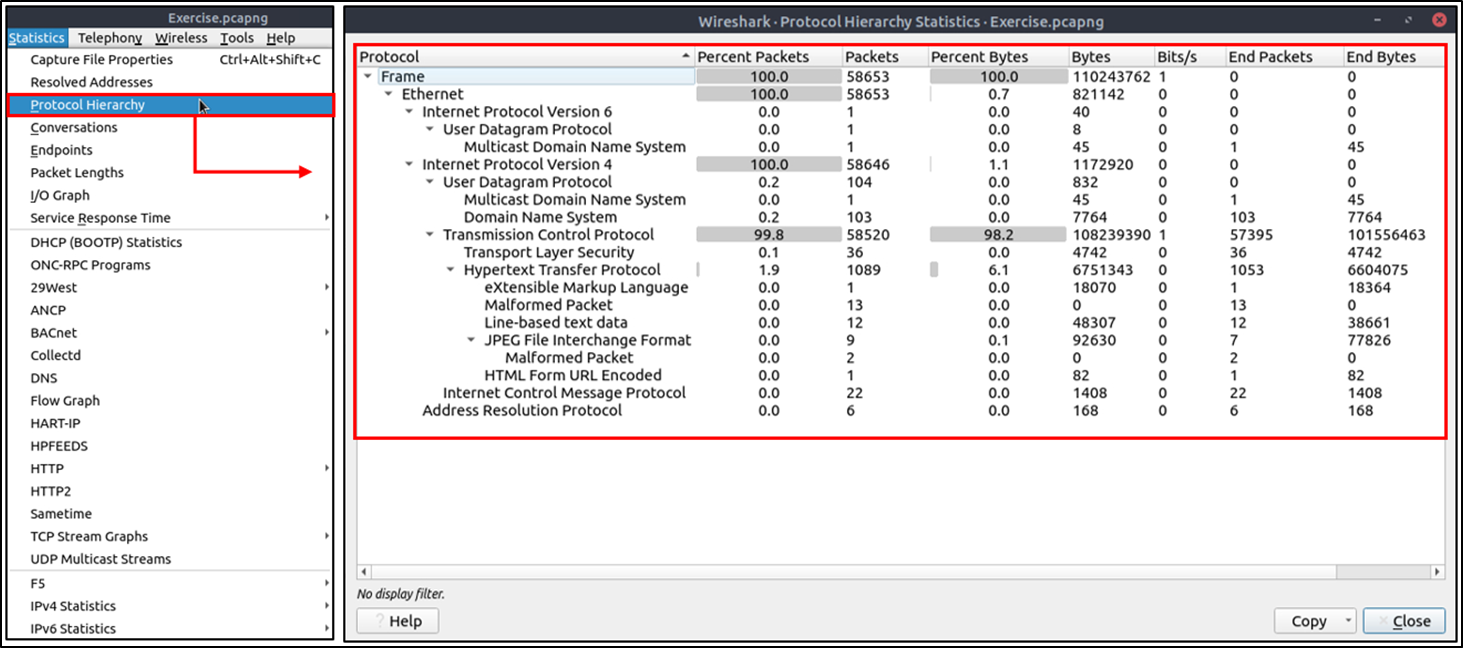 Exercise.pcapng
Statistics Telephony Wireless Tools Help
Capture File Properties Ctrl+Alt+Shift+C
Resolved Addresses
Protocol Hierarchy
Conversations
Endpoints
Packet Lengths
I/O Graph
Service Response Time
DHCP (BOOTP) Statistics
ONC-RPC Programs
29West
ANCP
BACnet
Collectd
DNS
Flow Graph
HART-IP
HPFEEDS
HTTP
HTTP2
Sametime
TCP Stream Graphs
UDP Multicast Streams
F5
IPv4 Statistics
IPv6 Statistics
Wireshark · Protocol Hierarchy Statistics · Exercise.pcapng
Protocol Percent Packets Packets Percent Bytes Bytes Bits/s End Packets End Bytes
Frame 100.0 58653 100.0 110243762 1 0 0
Ethernet 100.0 58653 0.7 821142 0 0 0
Internet Protocol Version 6 0.0 1 0.0 40 0 0 0
User Datagram Protocol 0.0 1 0.0 8 0 0 0
Multicast Domain Name System 0.0 1 0.0 45 0 1 45
Internet Protocol Version 4 100.0 58646 1.1 1172920 0 0 0
User Datagram Protocol 0.2 104 0.0 832 0 0 0
Multicast Domain Name System 0.0 1 0.0 45 0 1 45
Domain Name System 0.2 103 0.0 7764 0 103 7764
Transmission Control Protocol 99.8 58520 98.2 108239390 1 57395 101556463
Transport Layer Security 0.1 36 0.0 4742 0 36 4742
Hypertext Transfer Protocol 1.9 1089 6.1 6751343 0 1053 6604075
eXtensible Markup Language 0.0 1 0.0 18070 0 1 18364
Malformed Packet 0.0 13 0.0 0 0 13 0
Line-based text data 0.0 12 0.0 48307 0 12 38661
JPEG File Interchange Format 0.0 9 0.1 92630 0 7 77826
Malformed Packet 0.0 2 0.0 0 0 2 0
HTML Form URL Encoded 0.0 1 0.0 82 0 1 82
Internet Control Message Protocol 0.0 22 0.0 1408 0 22 1408
Address Resolution Protocol 0.0 6 0.0 168 0 6 168
No display filter.
? Help Copy Close